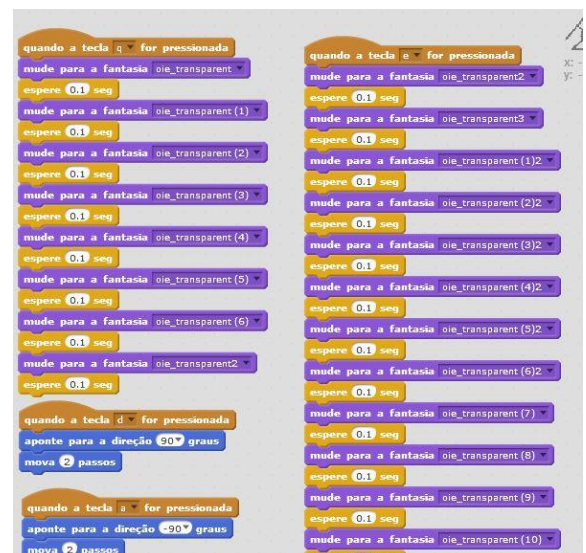 quando a tecla q for pressionada
mude para a fantasia oie_transparent
espere 0.1 seg
mude para a fantasia oie_transparent (1)
espere 0.1 seg
mude para a fantasia oie_transparent (2)
espere 0.1 seg
mude para a fantasia oie_transparent (3)
espere 0.1 seg
mude para a fantasia oie_transparent (4)
espere 0.1 seg
mude para a fantasia oie_transparent (5)
espere 0.1 seg
mude para a fantasia oie_transparent (6)
espere 0.1 seg
mude para a fantasia oie_transparent2
espere 0.1 seg
quando a tecla d for pressionada
aponte para a direção 90 graus
mova 2 passos
quando a tecla a for pressionada
aponte para a direção -90 graus
mova 2 passos
quando a tecla e for pressionada
mude para a fantasia oie_transparent2
espere 0.1 seg
mude para a fantasia oie_transparent3
espere 0.1 seg
mude para a fantasia oie_transparent (1)2
espere 0.1 seg
mude para a fantasia oie_transparent (2)2
espere 0.1 seg
mude para a fantasia oie_transparent (3)2
espere 0.1 seg
mude para a fantasia oie_transparent (4)2
espere 0.1 seg
mude para a fantasia oie_transparent (5)2
espere 0.1 seg
mude para a fantasia oie_transparent (6)2
espere 0.1 seg
mude para a fantasia oie_transparent (7)
espere 0.1 seg
mude para a fantasia oie_transparent (8)
espere 0.1 seg
mude para a fantasia oie_transparent (9)
espere 0.1 seg
mude para a fantasia oie_transparent (10)
x: -
y: -